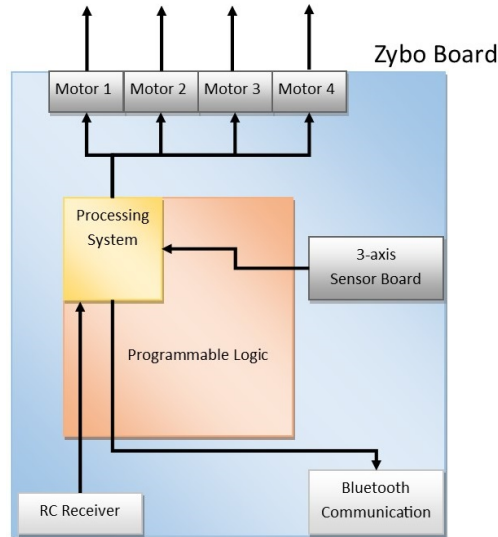 Zybo Board
Motor 1
Motor 2
Motor 3
Motor 4
Processing
System
3-axis
Sensor Board
Programmable Logic
RC Receiver
Bluetooth
Communication